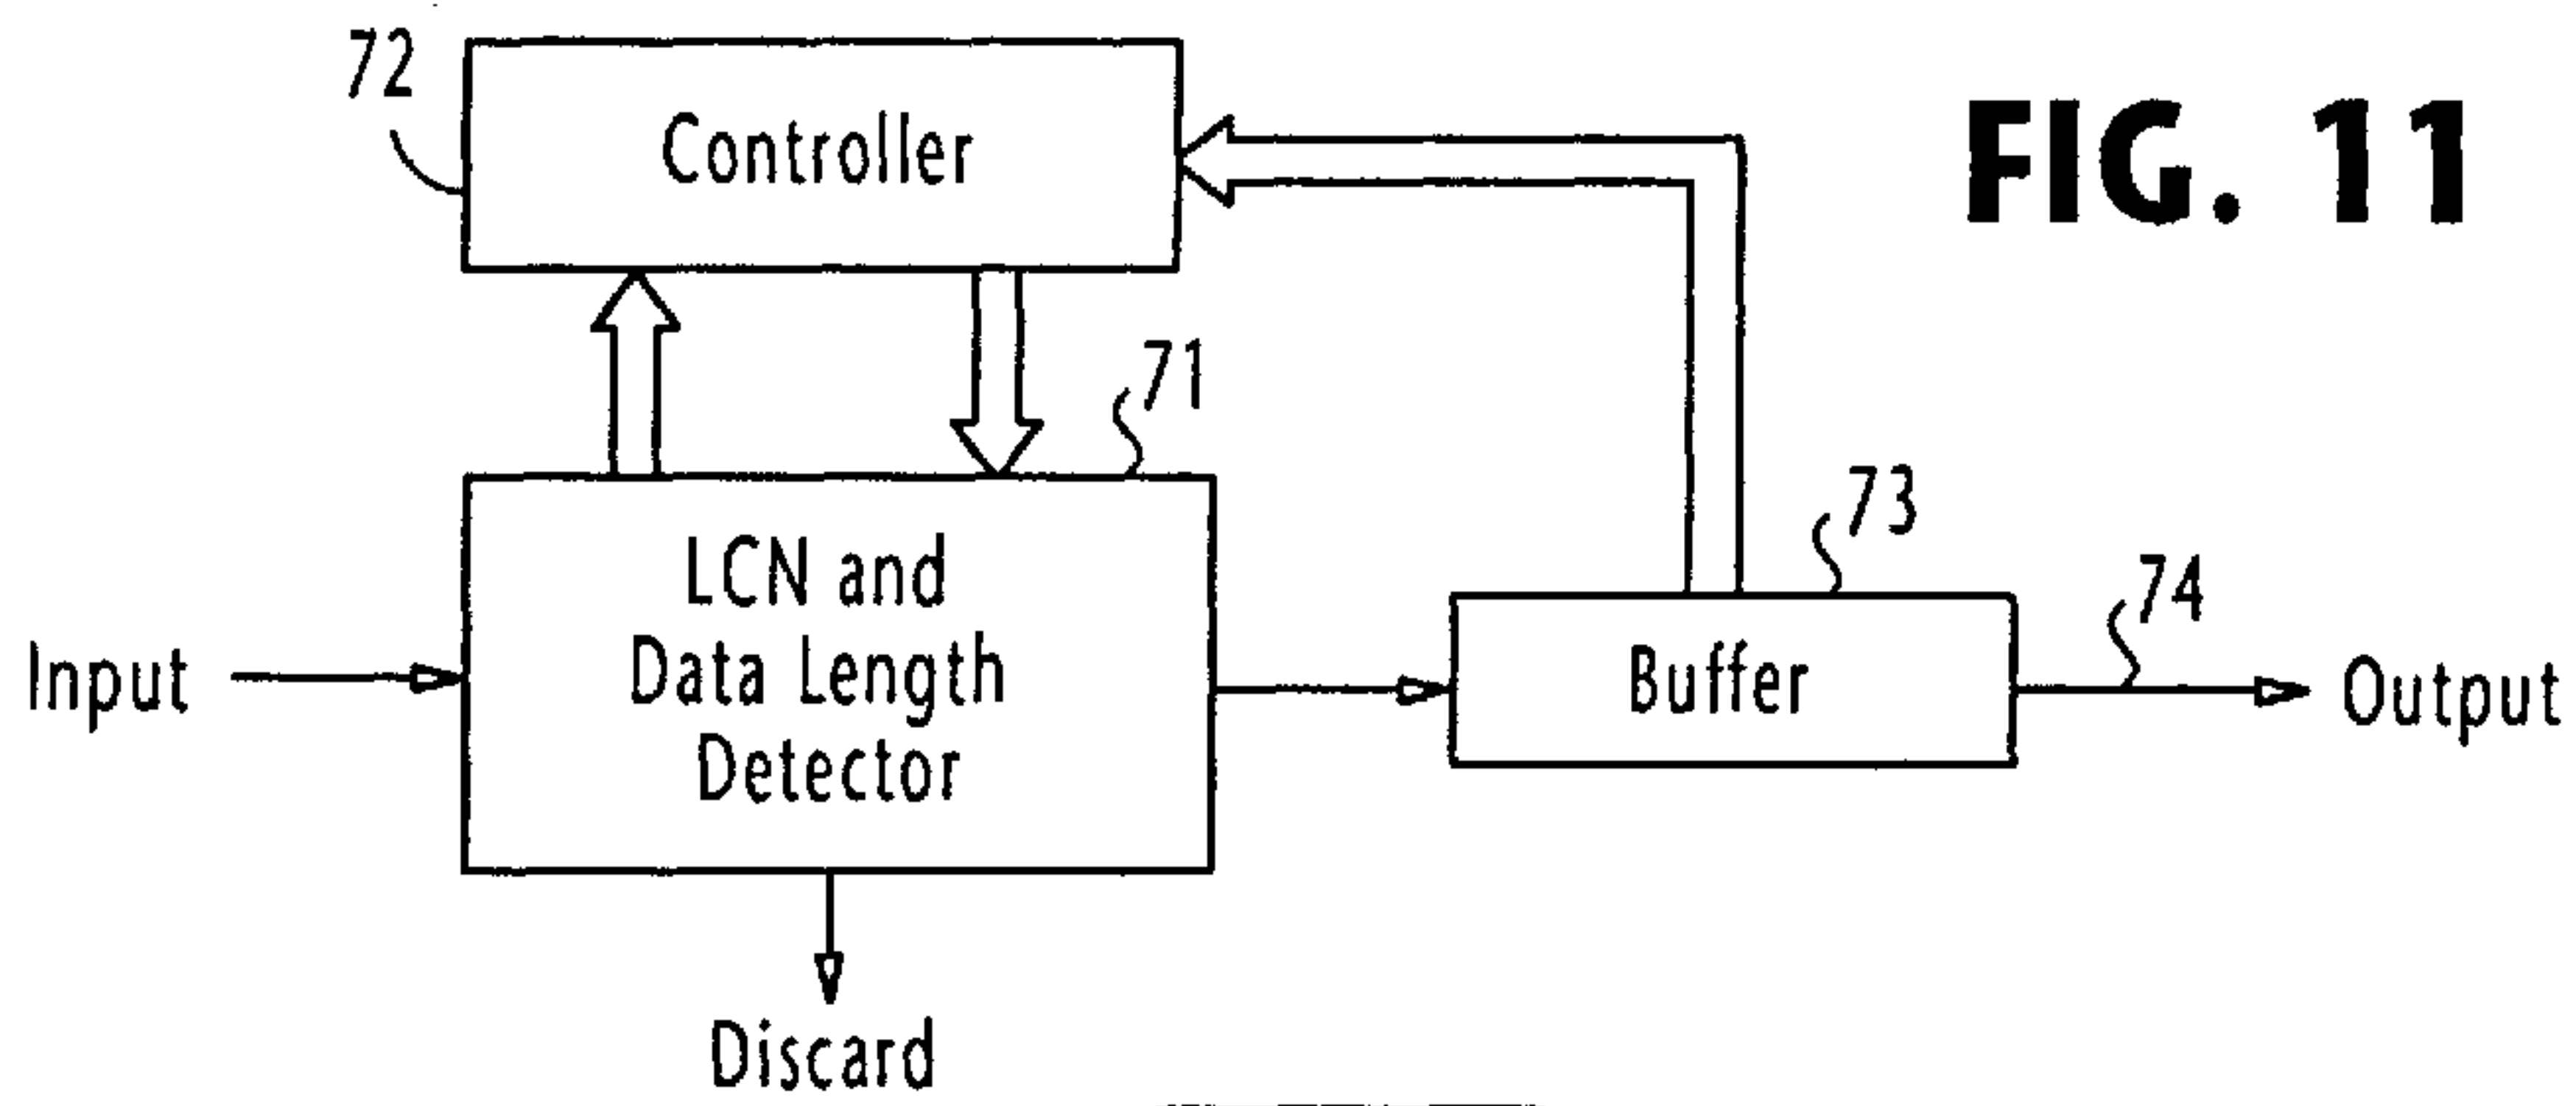 72
Controller
FIG. 11
71
LCN and
Data Length
Detector
73
74
Input
Buffer
Output
Discard